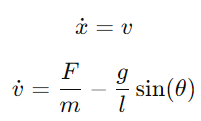 ẋ = v
v̇ = F/m − g/l sin(θ)